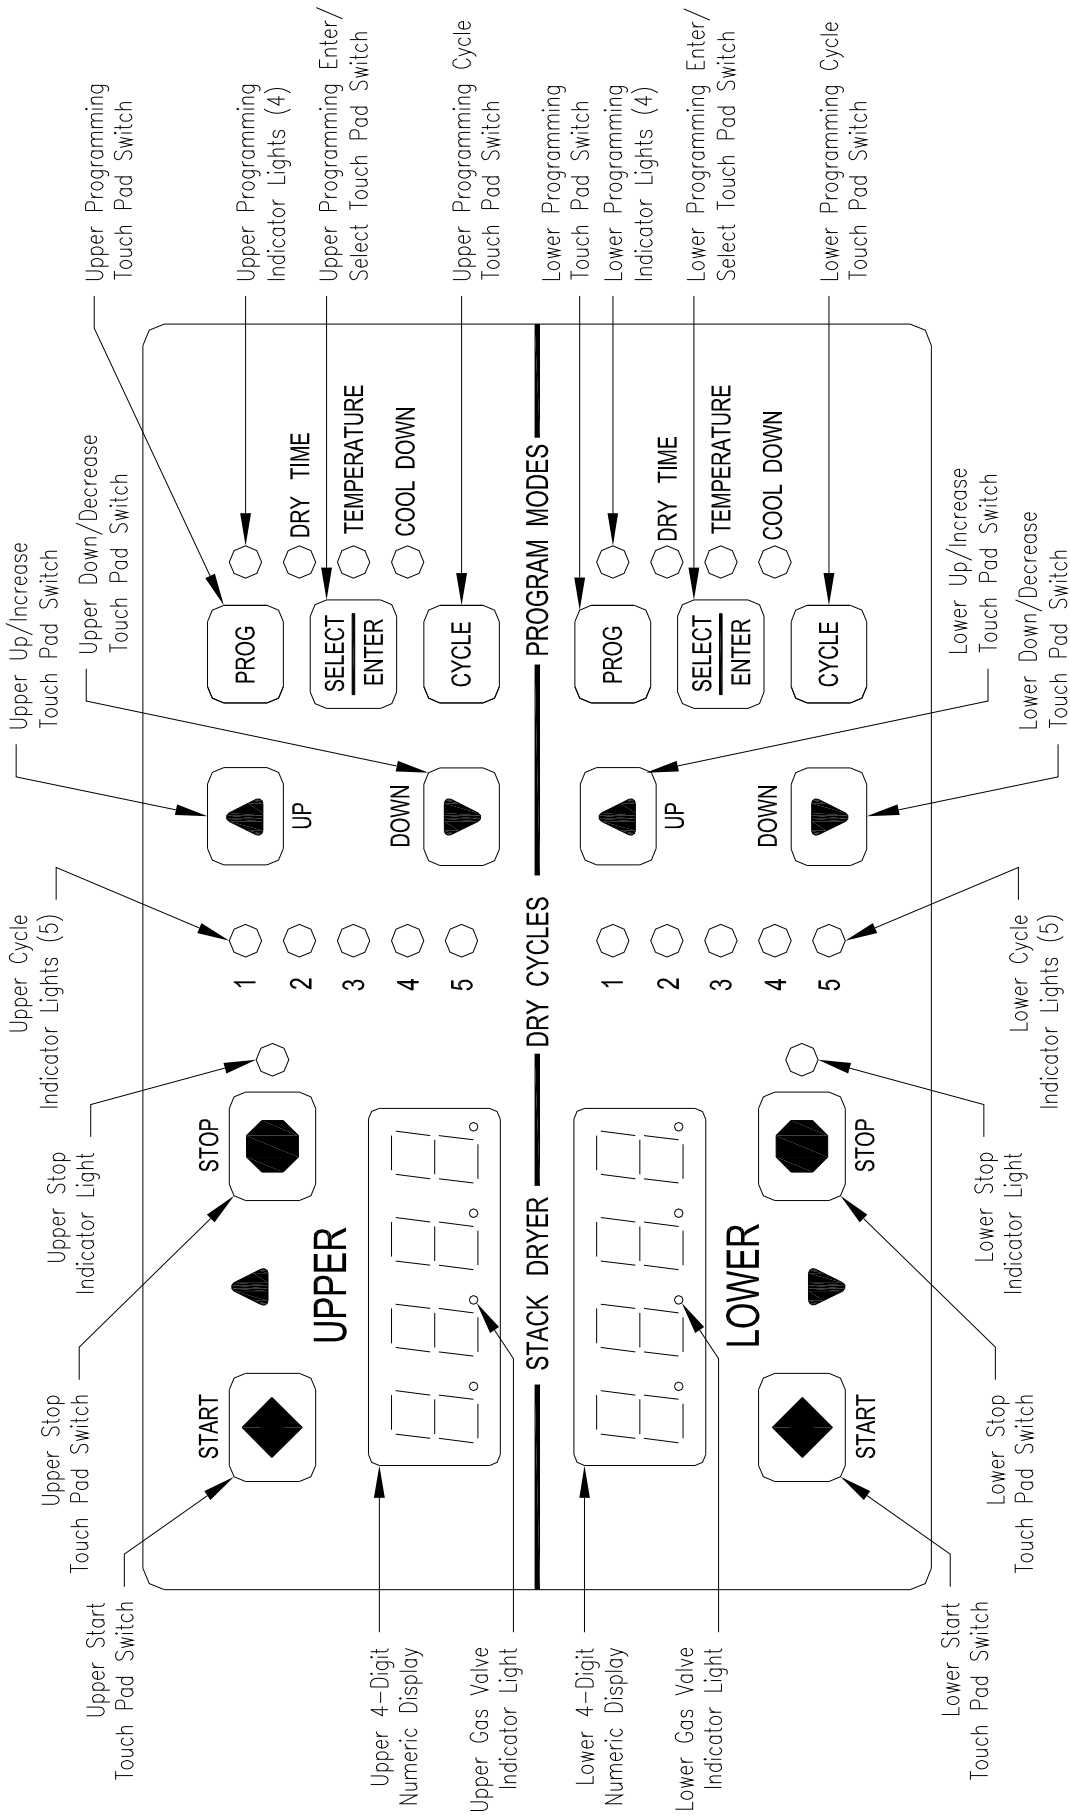 Upper Start
Touch Pad Switch
Upper Stop
Touch Pad Switch
Upper Stop
Indicator Light
Upper Cycle
Indicator Lights (5)
Upper Up/Increase
Touch Pad Switch
Upper Down/Decrease
Touch Pad Switch
Upper Programming
Touch Pad Switch
Upper Programming
Indicator Lights (4)
Upper Programming Enter/
Select Touch Pad Switch
Upper Programming Cycle
Touch Pad Switch
Lower Programming
Touch Pad Switch
Lower Programming
Indicator Lights (4)
Lower Programming Enter/
Select Touch Pad Switch
Lower Programming Cycle
Touch Pad Switch
Upper 4-Digit
Numeric Display
Upper Gas Valve
Indicator Light
Lower 4-Digit
Numeric Display
Lower Gas Valve
Indicator Light
START
STOP
UPPER
1
2
3
4
5
UP
DOWN
PROG
SELECT
ENTER
CYCLE
DRY TIME
TEMPERATURE
COOL DOWN
STACK DRYER
DRY CYCLES
PROGRAM MODES
LOWER
START
STOP
1
2
3
4
5
UP
DOWN
PROG
SELECT
ENTER
CYCLE
DRY TIME
TEMPERATURE
COOL DOWN
Lower Start
Touch Pad Switch
Lower Stop
Touch Pad Switch
Lower Stop
Indicator Light
Lower Cycle
Indicator Lights (5)
Lower Up/Increase
Touch Pad Switch
Lower Down/Decrease
Touch Pad Switch